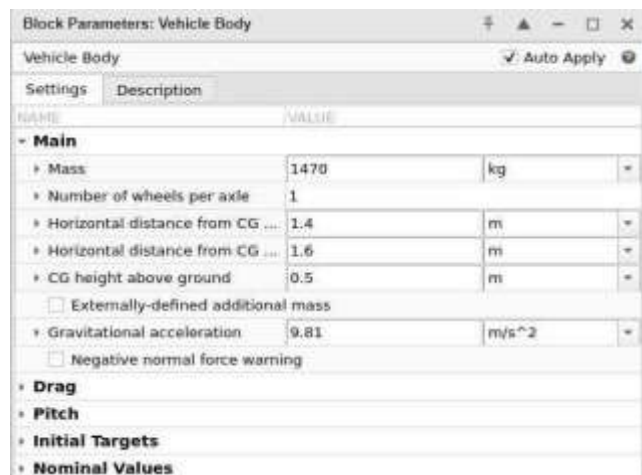 Block Parameters: Vehicle Body
Vehicle Body Auto Apply
Settings Description
NAME VALUE
Main
Mass 1470 kg
Number of wheels per axle 1
Horizontal distance from CG ... 1.4 m
Horizontal distance from CG ... 1.6 m
CG height above ground 0.5 m
Externally-defined additional mass
Gravitational acceleration 9.81 m/s^2
Negative normal force warning
Drag
Pitch
Initial Targets
Nominal Values